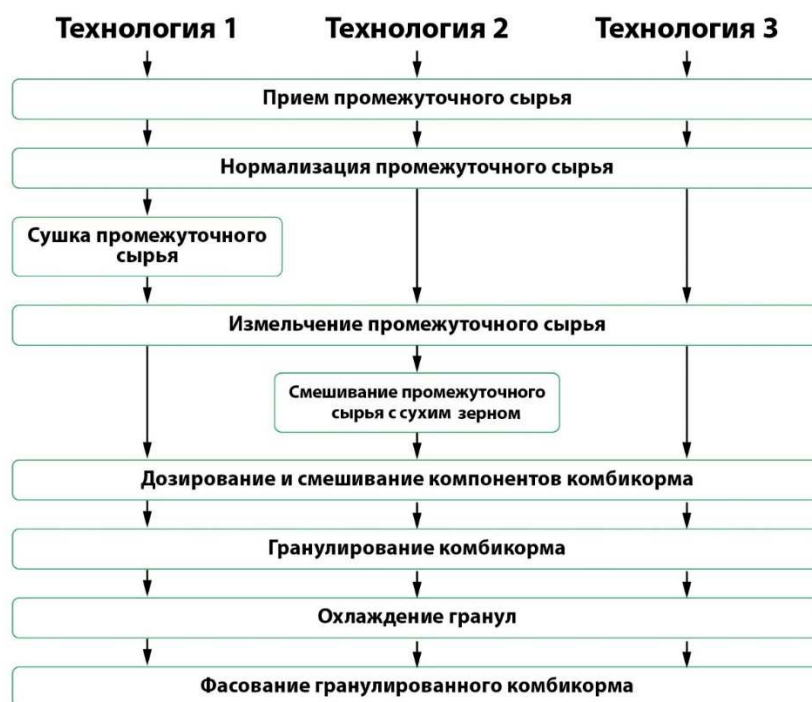 Технология 1 Технология 2 Технология 3
Прием промежуточного сырья
Нормализация промежуточного сырья
Сушка промежуточного
сырья
Измельчение промежуточного сырья
Смешивание промежуточного
сырья с сухим зерном
Дозирование и смешивание компонентов комбикорма
Гранулирование комбикорма
Охлаждение гранул
Фасование гранулированного комбикорма